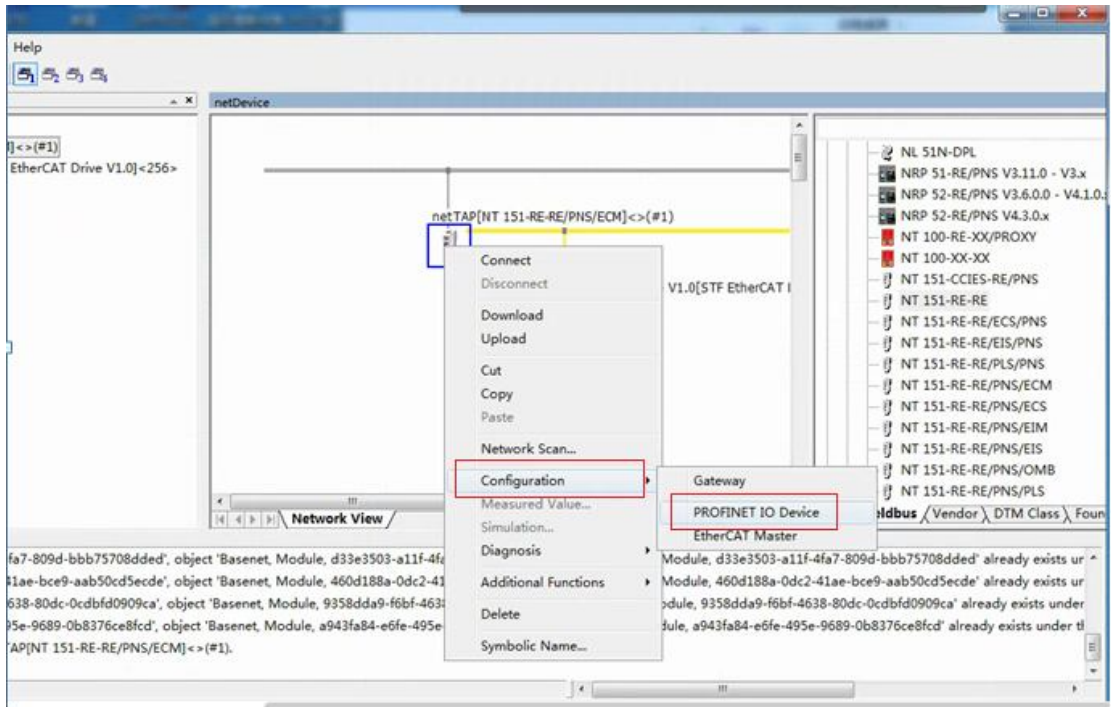 Help
netDevice
]<>(#1)
EtherCAT Drive V1.0]<256>
netTAP[NT 151-RE-RE/PNS/ECM]<>(#1)
V1.0[STF EtherCAT
Connect
Disconnect
Download
Upload
Cut
Copy
Paste
Network Scan...
Configuration
Measured Value...
Simulation...
Diagnosis
Additional Functions
Delete
Symbolic Name...
Gateway
PROFINET IO Device
EtherCAT Master
NL 51N-DPL
NRP 51-RE/PNS V3.11.0 - V3.x
NRP 52-RE/PNS V3.6.0.0 - V4.1.0.
NRP 52-RE/PNS V4.3.0.x
NT 100-RE-XX/PROXY
NT 100-XX-XX
NT 151-CCIES-RE/PNS
NT 151-RE-RE
NT 151-RE-RE/ECS/PNS
NT 151-RE-RE/EIS/PNS
NT 151-RE-RE/PLS/PNS
NT 151-RE-RE/PNS/ECM
NT 151-RE-RE/PNS/ECS
NT 151-RE-RE/PNS/EIM
NT 151-RE-RE/PNS/EIS
NT 151-RE-RE/PNS/OMB
NT 151-RE-RE/PNS/PLS
Network View
eldbus Vendor DTM Class Foun
fa7-809d-bbb75708dded', object 'Basenet, Module, d33e3503-a11f-4fa Module, d33e3503-a11f-4fa7-809d-bbb75708dded' already exists ur
41ae-bce9-aab50cd5ecde', object 'Basenet, Module, 460d188a-0dc2-41 Module, 460d188a-0dc2-41ae-bce9-aab50cd5ecde' already exists ur
638-80dc-0cdbfd0909ca', object 'Basenet, Module, 9358dda9-f6bf-463 odule, 9358dda9-f6bf-4638-80dc-0cdbfd0909ca' already exists under
95e-9689-0b8376ce8fcd', object 'Basenet, Module, a943fa84-e6fe-495e dule, a943fa84-e6fe-495e-9689-0b8376ce8fcd' already exists under th
TAP[NT 151-RE-RE/PNS/ECM]<>(#1).